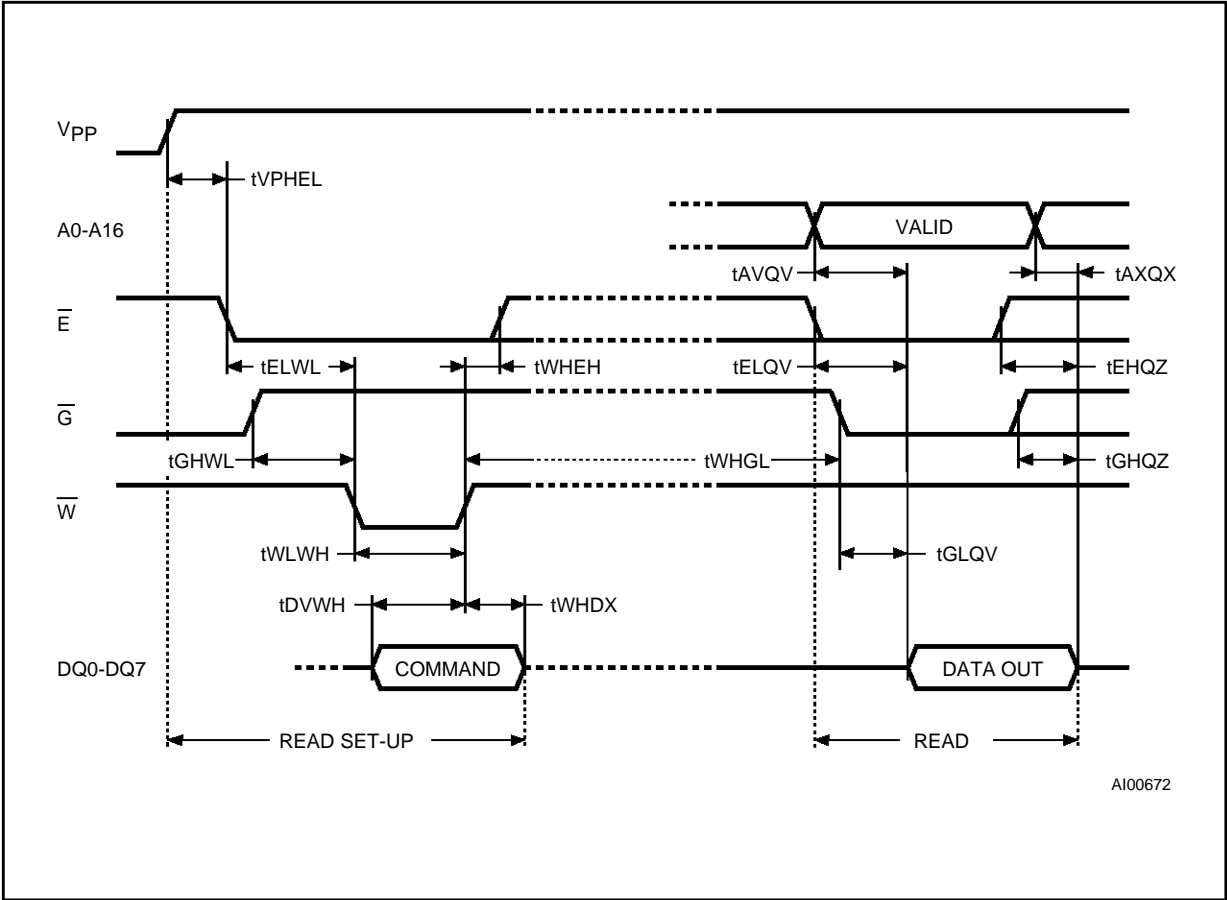 VPP
tVPHEL
A0-A16
VALID
tAVQV
tAXQX
E
tELWL
tWHEH
tELQV
tEHQZ
G
tGHWL
tWHGL
tGHQZ
W
tWLWH
tGLQV
tDVWH
tWHDX
DQ0-DQ7
COMMAND
DATA OUT
READ SET-UP
READ
AI00672